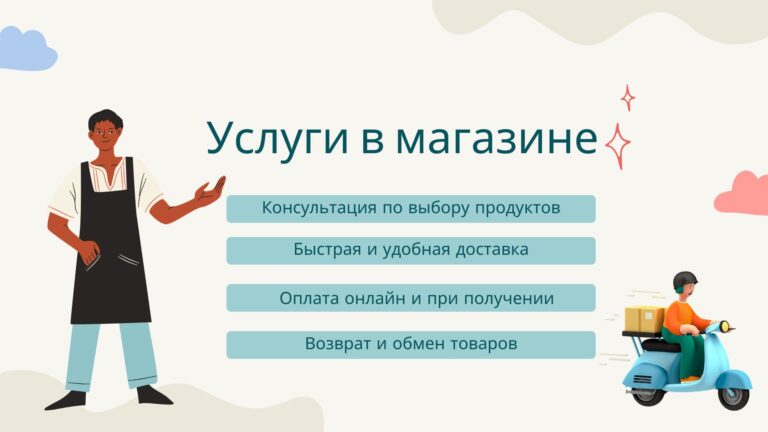 Услуги в магазине
Консультация по выбору продуктов
Быстрая и удобная доставка
Оплата онлайн и при получении
Возврат и обмен товаров